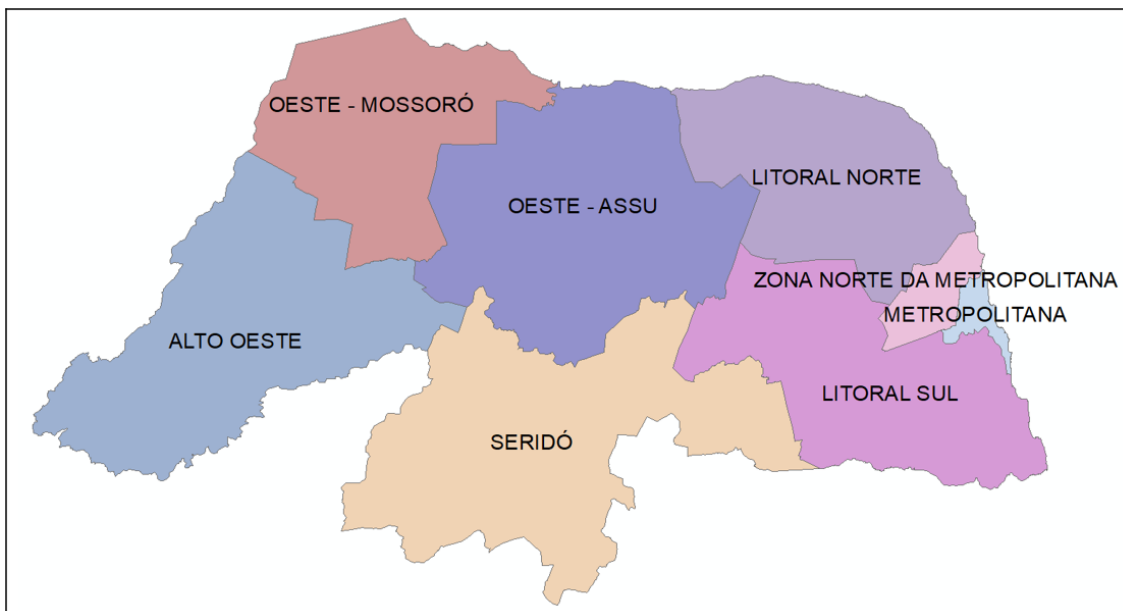 OESTE - MOSSORÓ
LITORAL NORTE
OESTE - ASSU
ZONA NORTE DA METROPOLITANA
METROPOLITANA
ALTO OESTE
LITORAL SUL
SERIDÓ